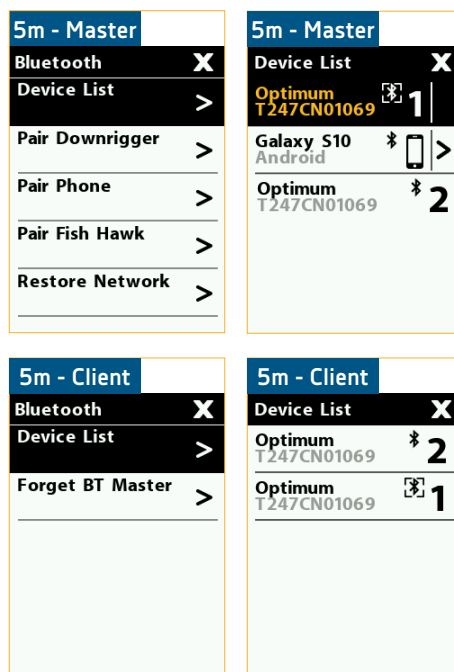 5m - Master
Bluetooth X
Device List >
Pair Downrigger >
Pair Phone >
Pair Fish Hawk >
Restore Network >
5m - Master
Device List X
Optimum 1
T247CN01069
Galaxy S10 >
Android
Optimum 2
T247CN01069
5m - Client
Bluetooth X
Device List >
Forget BT Master >
5m - Client
Device List X
Optimum 2
T247CN01069
Optimum 1
T247CN01069